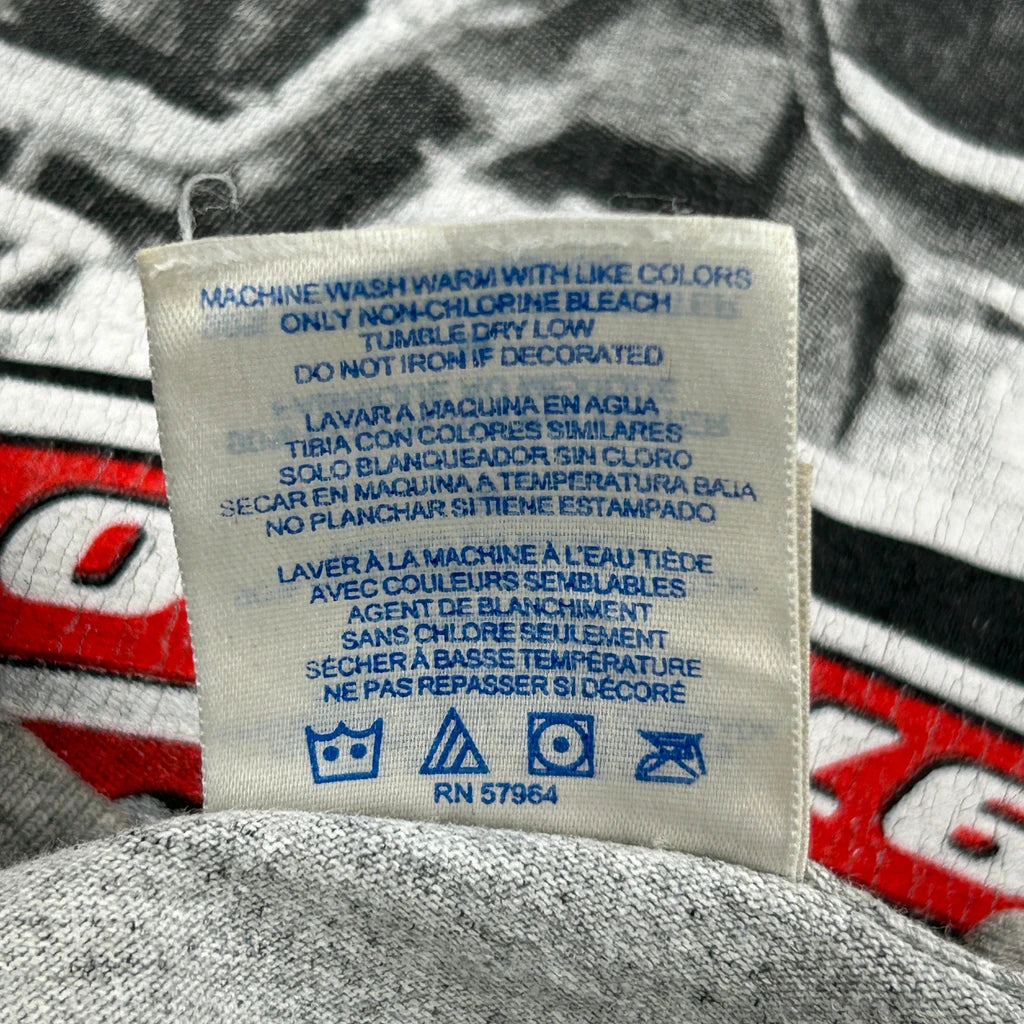 MACHINE WASH WARM WITH LIKE COLORS
ONLY NON-CHLORINE BLEACH
TUMBLE DRY LOW
DO NOT IRON IF DECORATED
LAVAR A MAQUINA EN AGUA
TIBIA CON COLORES SIMILARES
SOLO BLANQUEADOR SIN CLORO
SECAR EN MAQUINA A TEMPERATURA BAJA
NO PLANCHAR SI TIENE ESTAMPADO
LAVER À LA MACHINE À L'EAU TIÈDE
AVEC COULEURS SEMBLABLES
AGENT DE BLANCHIMENT
SANS CHLORE SEULEMENT
SÉCHER À BASSE TEMPÉRATURE
NE PAS REPASSER SI DÉCORÉ
RN 57964